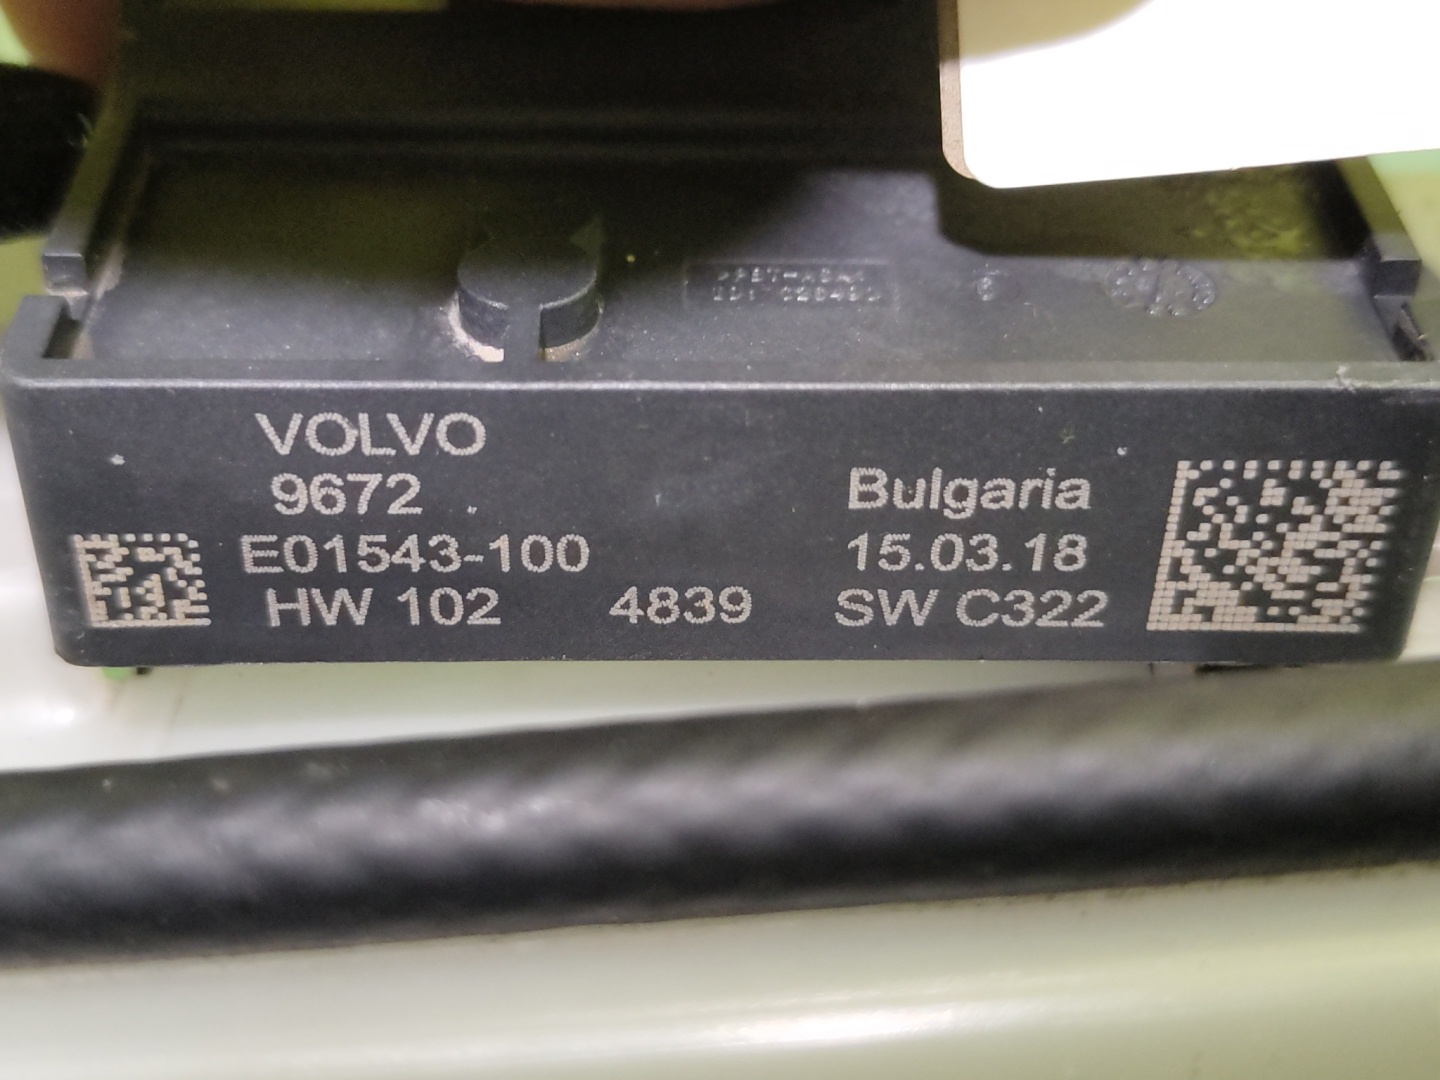 VOLVO
9672
E01543-100
HW 102
4839
Bulgaria
15.03.18
SW C322